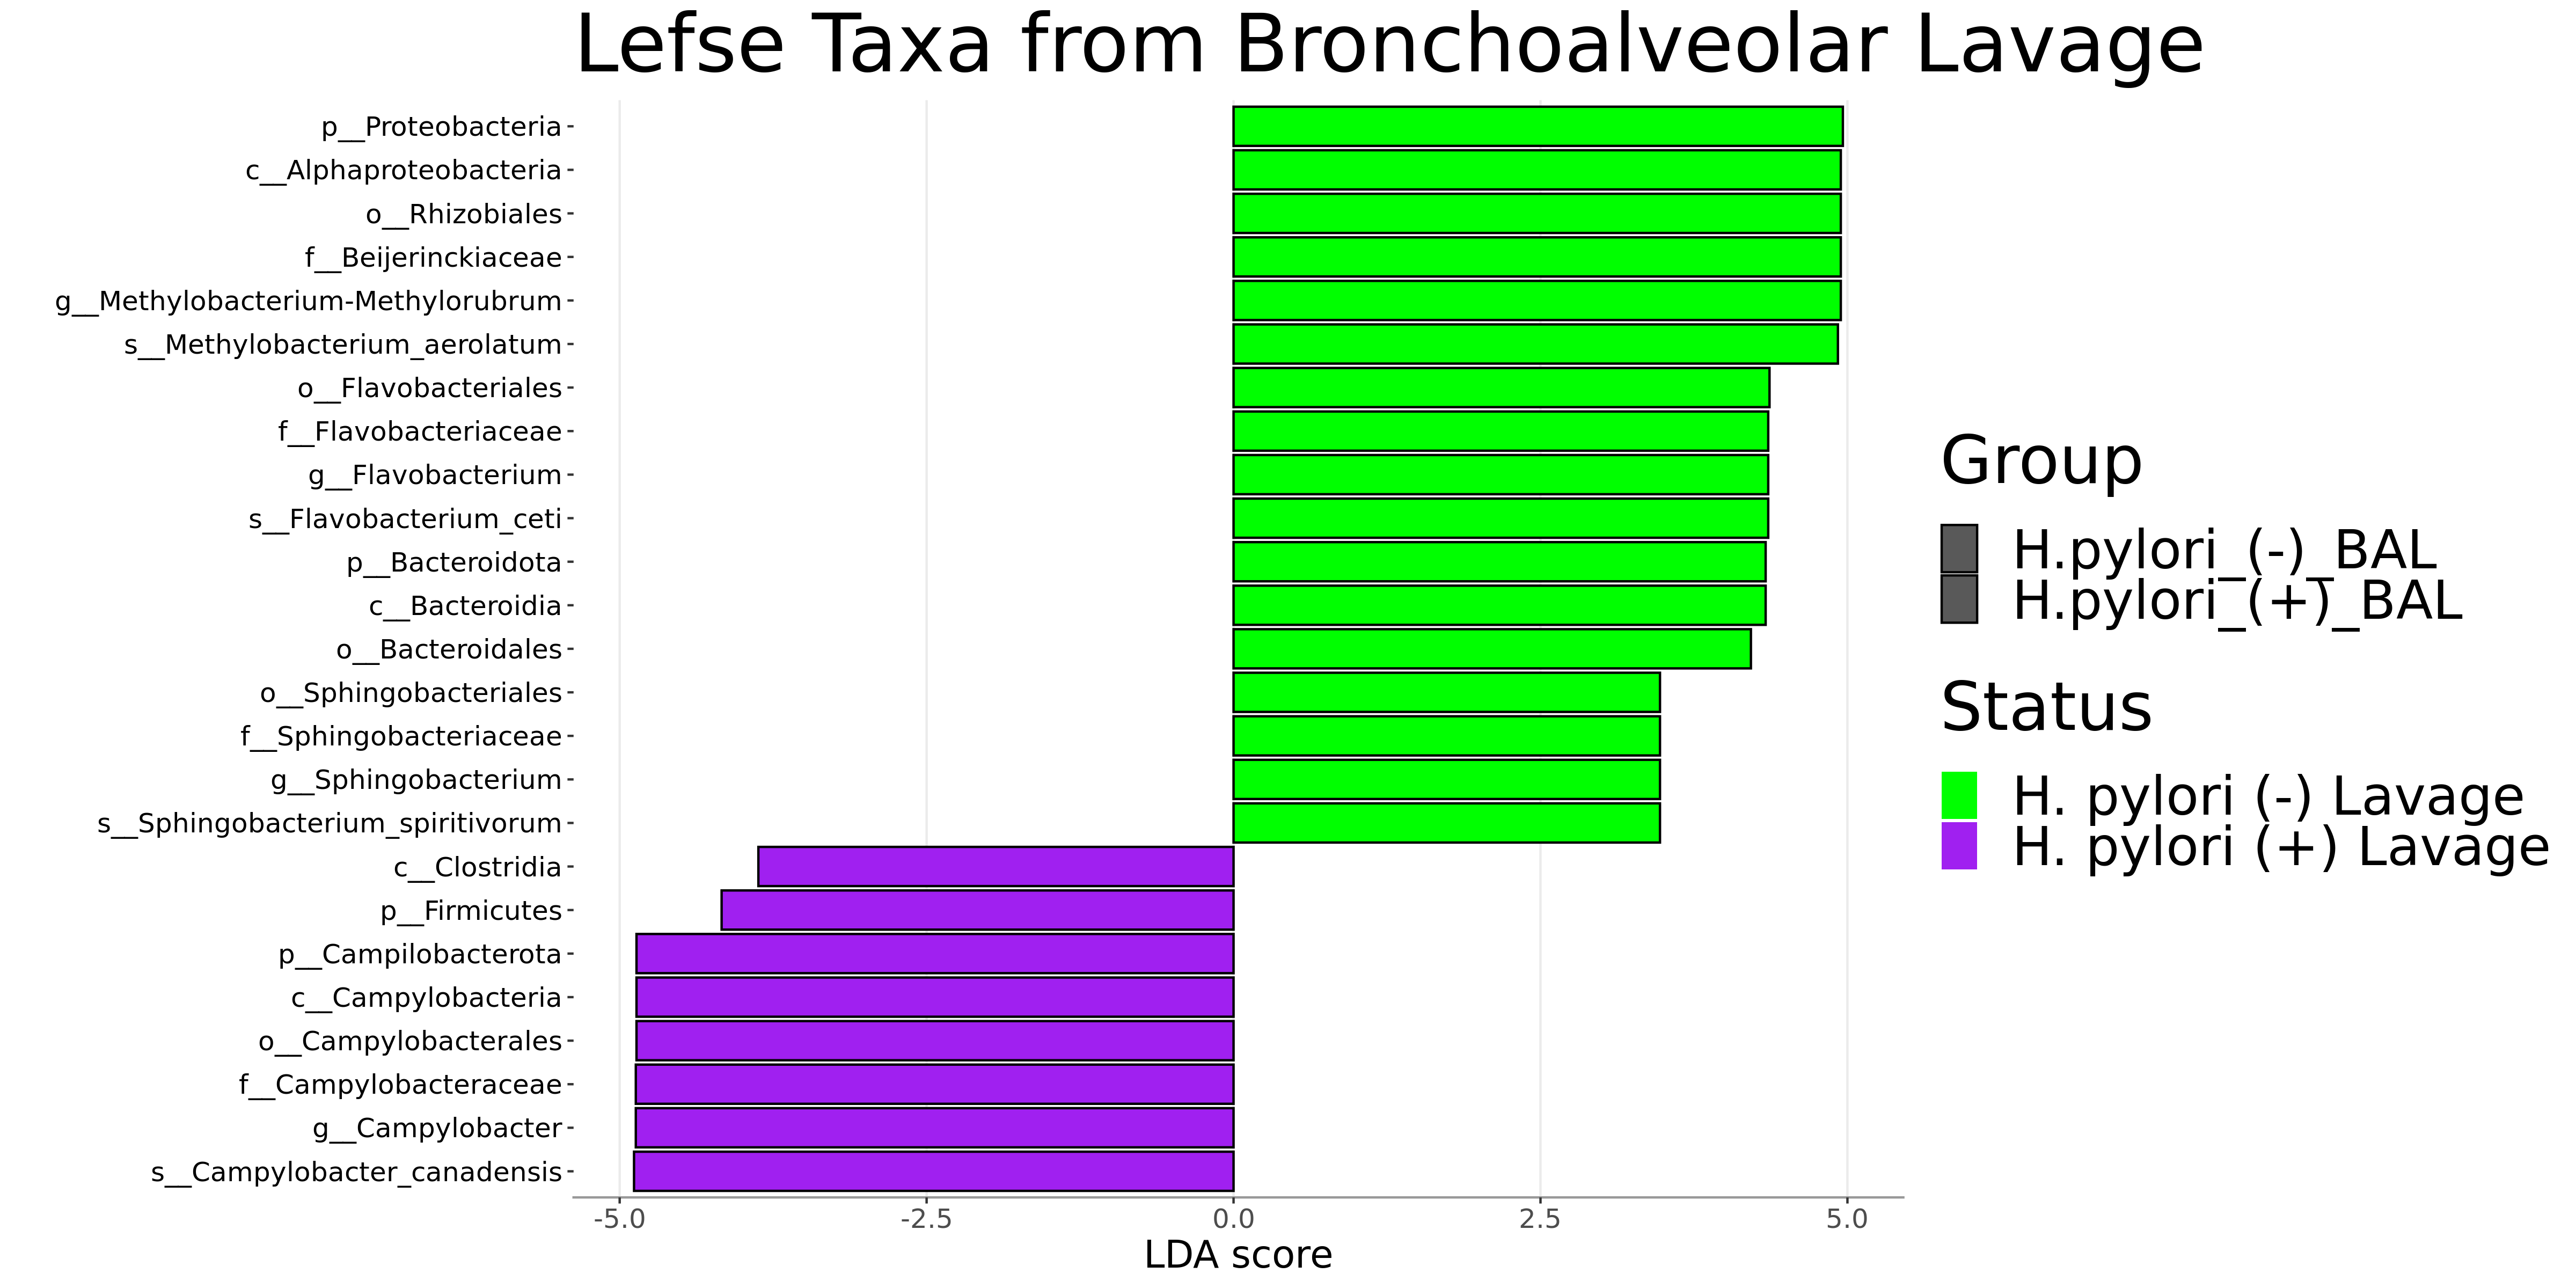 Lefse Taxa from Bronchoalveolar Lavage
p__Proteobacteria
c__Alphaproteobacteria
o__Rhizobiales
f__Beijerinckiaceae
g__Methylobacterium-Methylorubrum
s__Methylobacterium_aerolatum
o__Flavobacteriales
f__Flavobacteriaceae
g__Flavobacterium
s__Flavobacterium_ceti
p__Bacteroidota
c__Bacteroidia
o__Bacteroidales
o__Sphingobacteriales
f__Sphingobacteriaceae
g__Sphingobacterium
s__Sphingobacterium_spiritivorum
c__Clostridia
p__Firmicutes
p__Campilobacterota
c__Campylobacteria
o__Campylobacterales
f__Campylobacteraceae
g__Campylobacter
s__Campylobacter_canadensis
-5.0 -2.5 0.0 2.5 5.0
LDA score
Group
H.pylori_(-)_BAL
H.pylori_(+)_BAL
Status
H. pylori (-) Lavage
H. pylori (+) Lavage